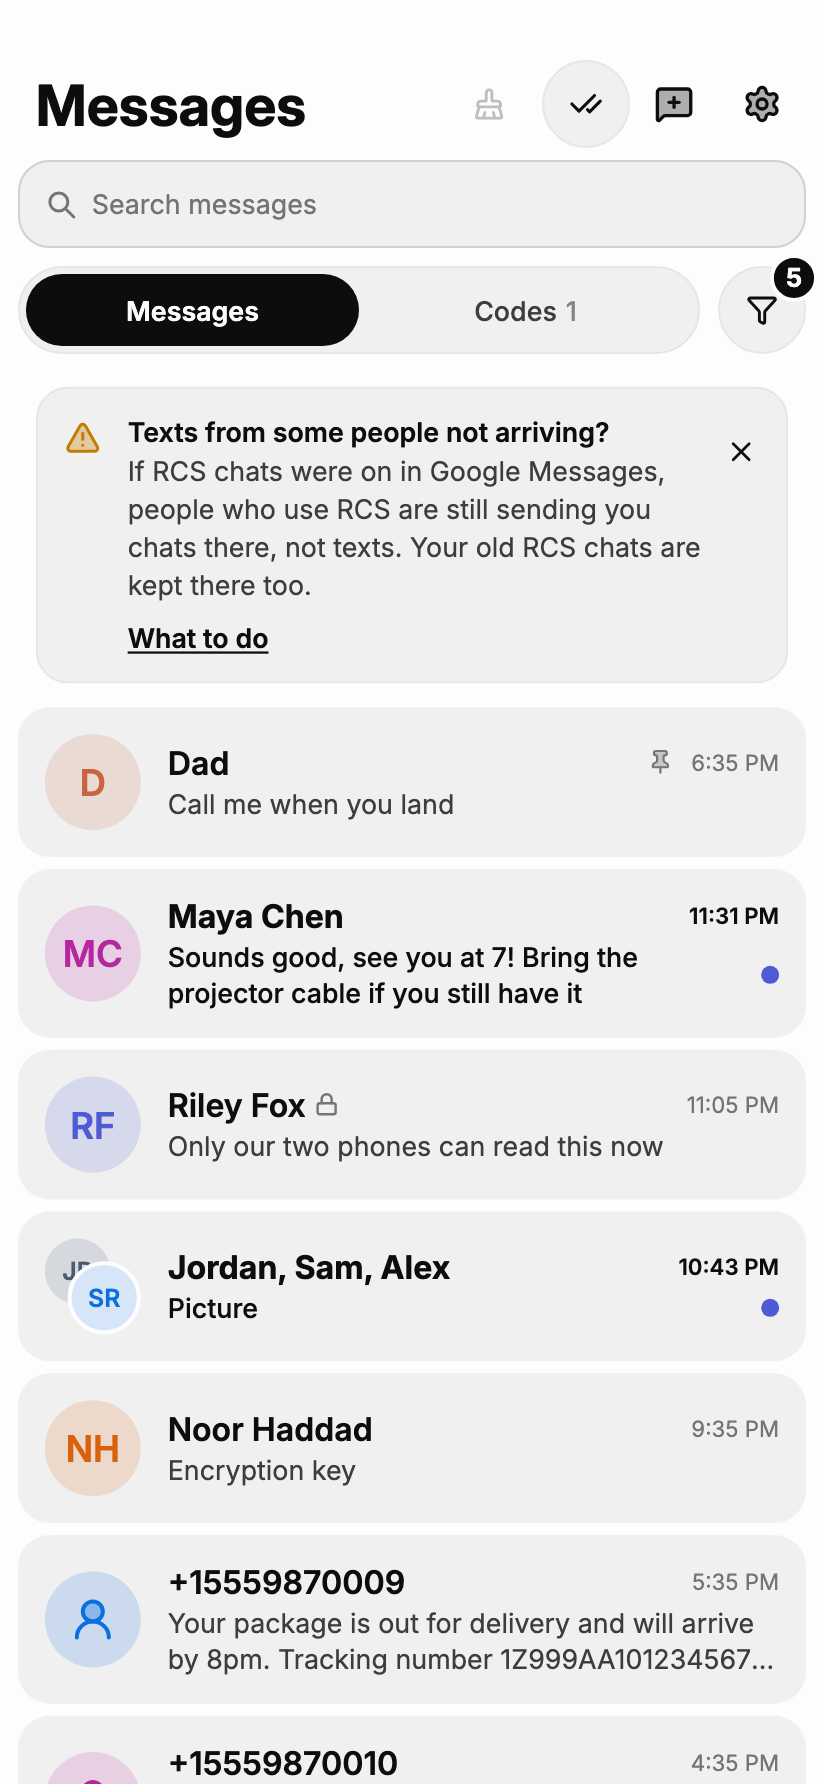 Messages
Search messages
Messages
Codes 1
5
Texts from some people not arriving?
If RCS chats were on in Google Messages,
people who use RCS are still sending you
chats there, not texts. Your old RCS chats are
kept there too.
What to do
D
Dad
6:35 PM
Call me when you land
MC
Maya Chen
11:31 PM
Sounds good, see you at 7! Bring the
projector cable if you still have it
RF
Riley Fox
11:05 PM
Only our two phones can read this now
SR
Jordan, Sam, Alex
10:43 PM
Picture
NH
Noor Haddad
9:35 PM
Encryption key
+15559870009
5:35 PM
Your package is out for delivery and will arrive
by 8pm. Tracking number 1Z999AA101234567...
+15559870010
4:35 PM